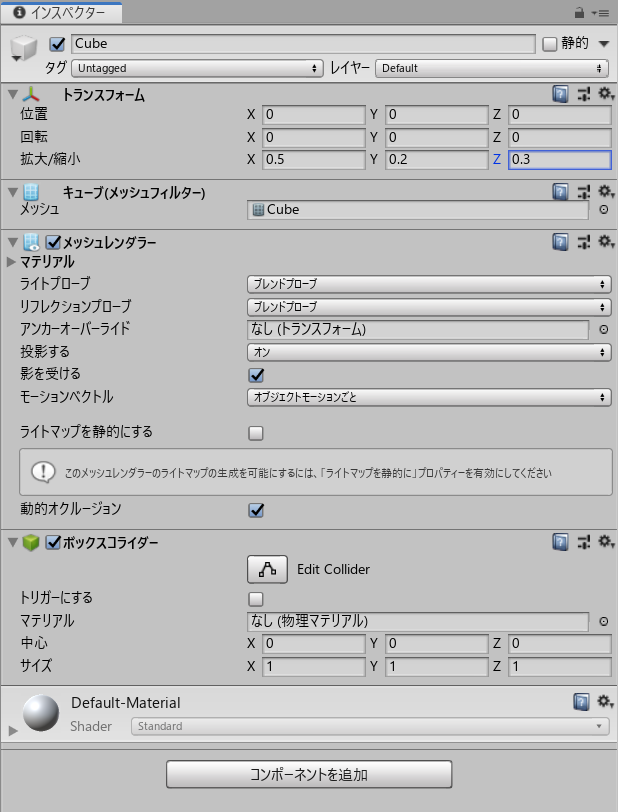 インスペクター
Cube 静的
タグ Untagged レイヤー Default
トランスフォーム
位置 X 0 Y 0 Z 0
回転 X 0 Y 0 Z 0
拡大/縮小 X 0.5 Y 0.2 Z 0.3
キューブ(メッシュフィルター)
メッシュ Cube
メッシュレンダラー
マテリアル
ライトプローブ ブレンドプローブ
リフレクションプローブ ブレンドプローブ
アンカーオーバーライド なし (トランスフォーム)
投影する オン
影を受ける
モーションベクトル オブジェクトモーションごと
ライトマップを静的にする
このメッシュレンダラーのライトマップの生成を可能にするには、「ライトマップを静的に」プロパティーを有効にしてください
動的オクルージョン
ボックスコライダー
Edit Collider
トリガーにする
マテリアル なし (物理マテリアル)
中心 X 0 Y 0 Z 0
サイズ X 1 Y 1 Z 1
Default-Material
Shader Standard
コンポーネントを追加